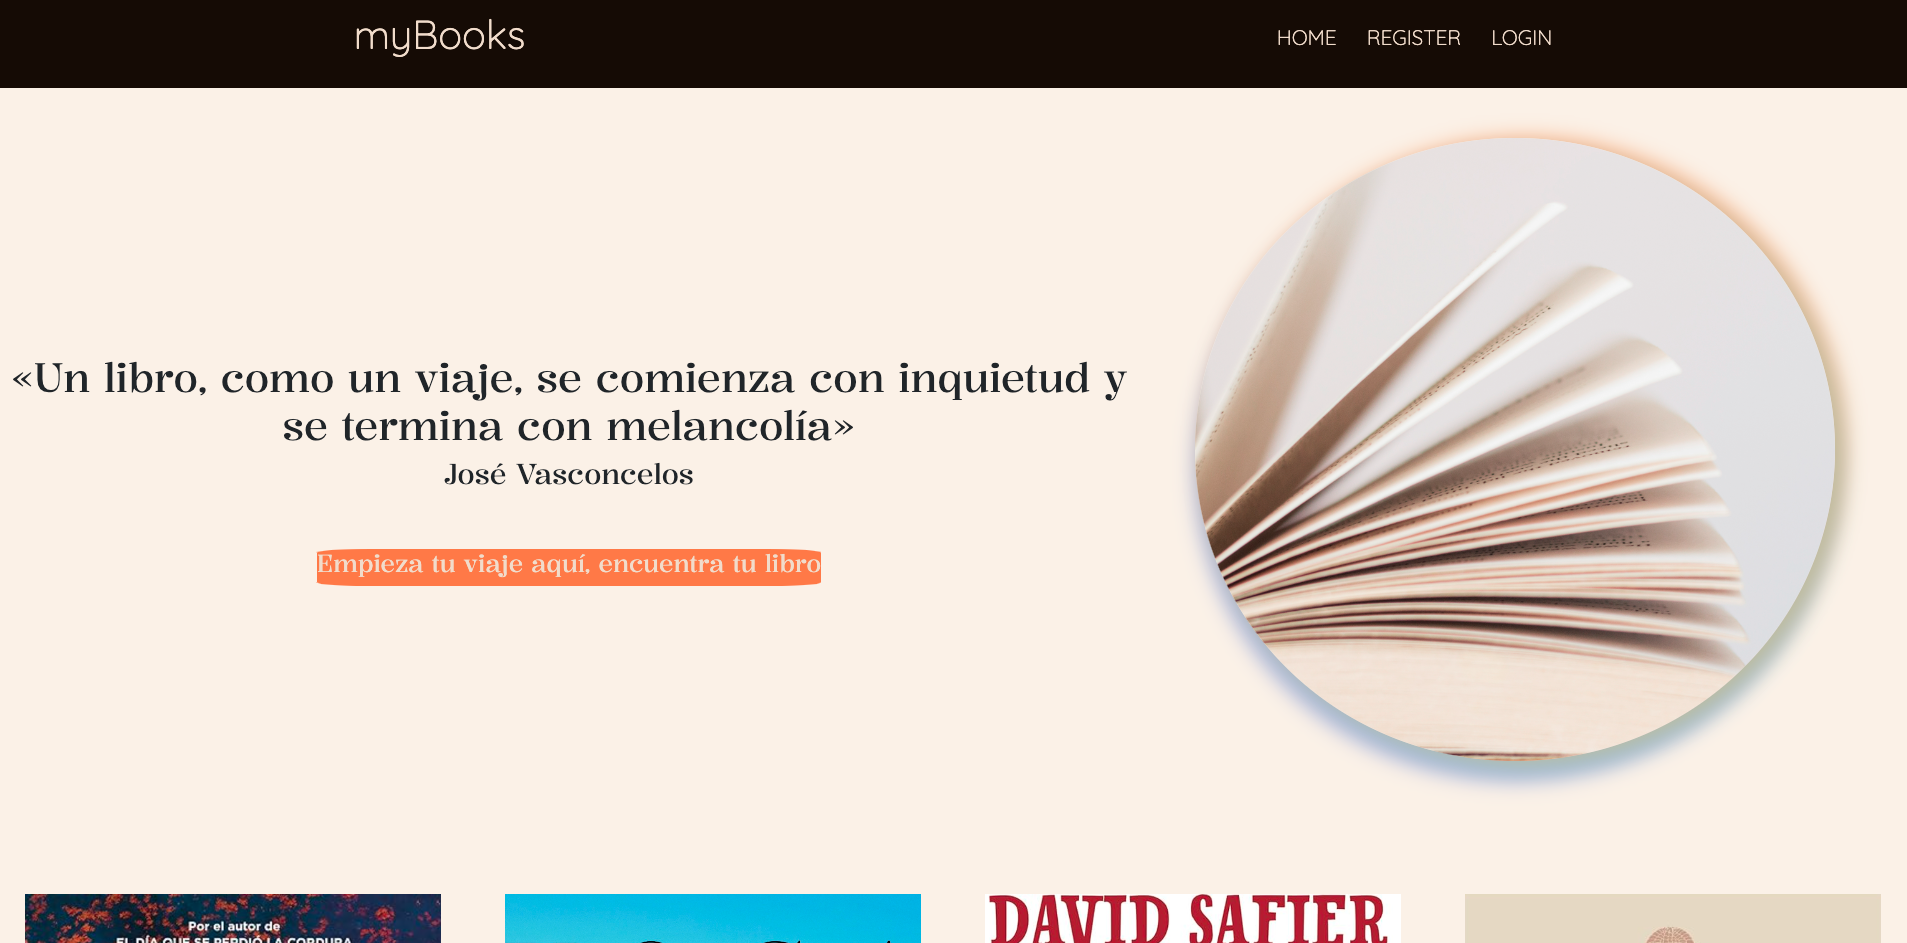 myBooks
HOME REGISTER LOGIN
«Un libro, como un viaje, se comienza con inquietud y
se termina con melancolía»
José Vasconcelos
Empieza tu viaje aquí, encuentra tu libro
Por el autor de
EL DÍA QUE SE PERDIÓ LA CORDURA
DAVID SAFIER